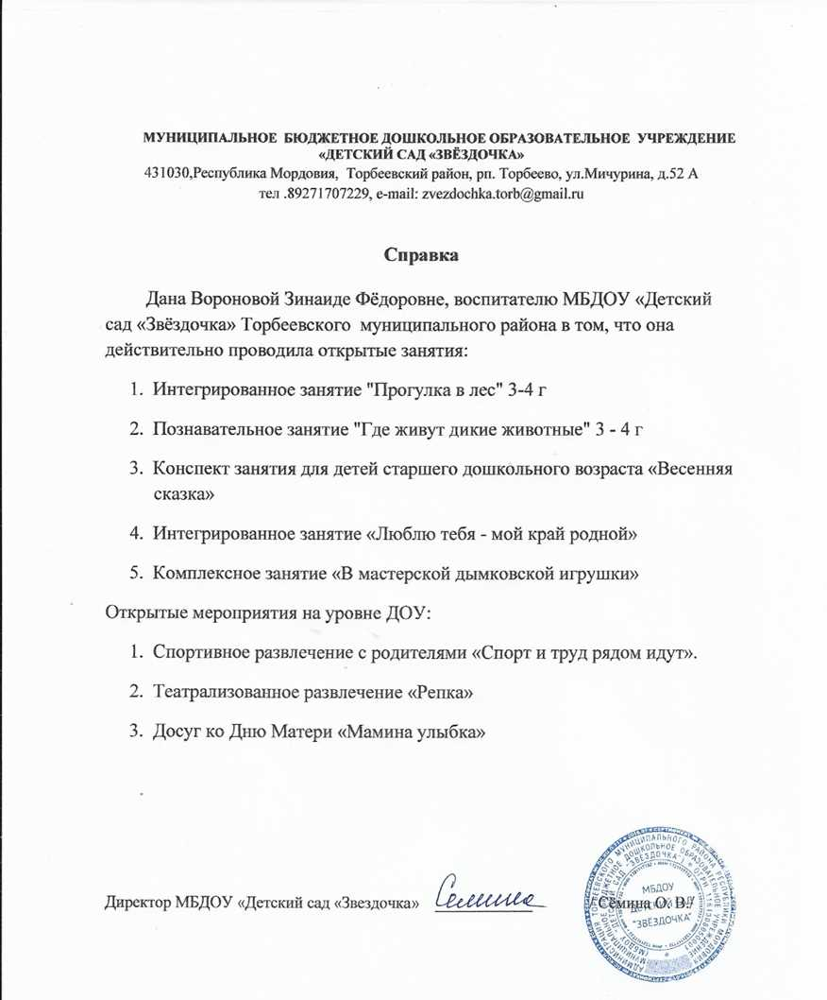 МУНИЦИПАЛЬНОЕ БЮДЖЕТНОЕ ДОШКОЛЬНОЕ ОБРАЗОВАТЕЛЬНОЕ УЧРЕЖДЕНИЕ
«ДЕТСКИЙ САД «ЗВЁЗДОЧКА»
431030,Республика Мордовия, Торбеевский район, рп. Торбеево, ул.Мичурина, д.52 А
тел .89271707229, e-mail: zvezdochka.torb@gmail.ru
Справка
Дана Вороновой Зинаиде Фёдоровне, воспитателю МБДОУ «Детский
сад «Звёздочка» Торбеевского муниципального района в том, что она
действительно проводила открытые занятия:
1. Интегрированное занятие "Прогулка в лес" 3-4 г
2. Познавательное занятие "Где живут дикие животные" 3 - 4 г
3. Конспект занятия для детей старшего дошкольного возраста «Весенняя
сказка»
4. Интегрированное занятие «Люблю тебя - мой край родной»
5. Комплексное занятие «В мастерской дымковской игрушки»
Открытые мероприятия на уровне ДОУ:
1. Спортивное развлечение с родителями «Спорт и труд рядом идут».
2. Театрализованное развлечение «Репка»
3. Досуг ко Дню Матери «Мамина улыбка»
Директор МБДОУ «Детский сад «Звездочка» Семина /Сёмина О. В./
МБДОУ
ДЕТСКИЙ САД
"ЗВЁЗДОЧКА"